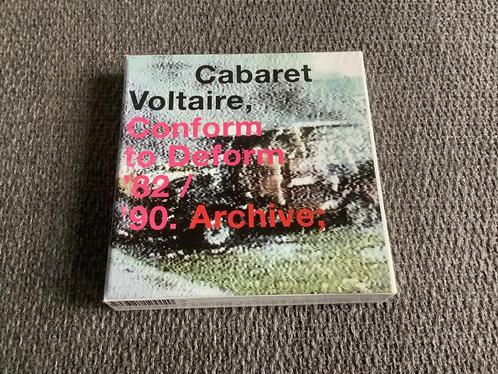 Cabaret
Voltaire,
Conform
to Deform
'82 /
'90. Archive;